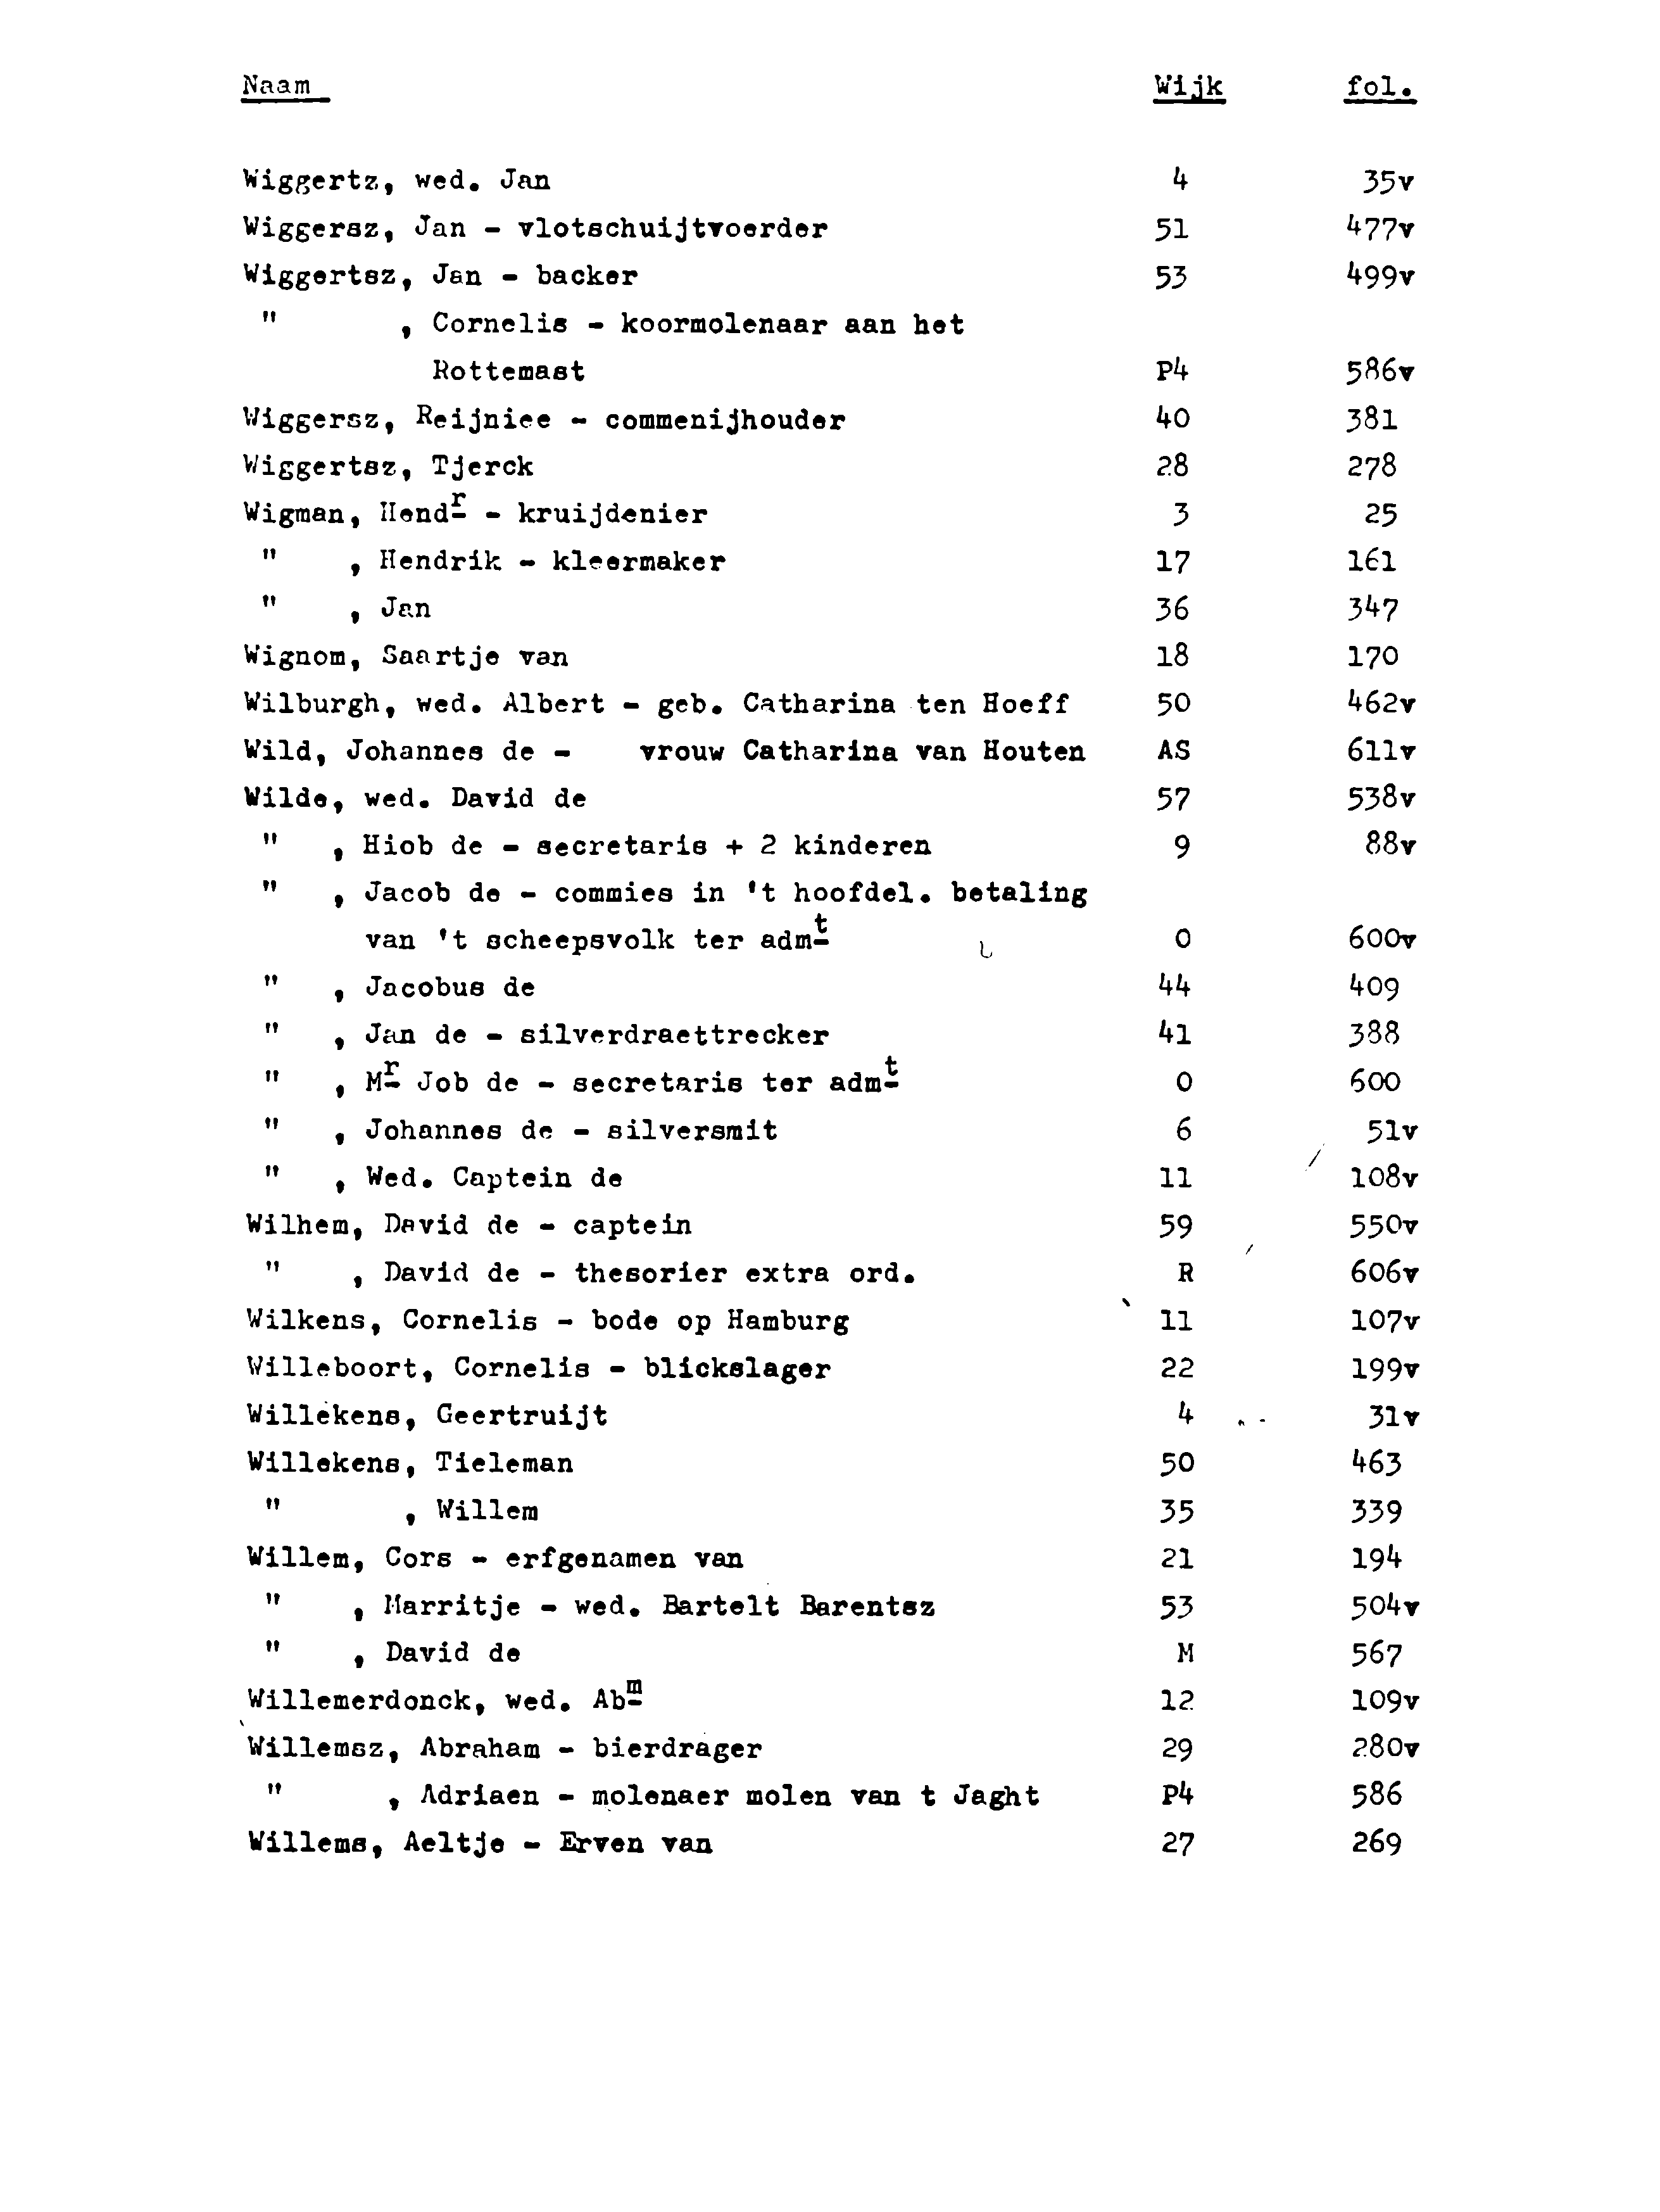 Naam Wijk fol.
Wiggertz, wed. Jan 4 35v
Wiggersz, Jan - vlotschuijtvoerder 51 477v
Wiggertsz, Jan - backer 53 499v
" , Cornelis - koormolenaar aan het
Rottemast P4 586v
Wiggersz, Reijniee - commenijhouder 40 381
Wiggertsz, Tjerck 28 278
Wigman, Hendr - kruijdenier 3 25
" , Hendrik - kleermaker 17 161
" , Jan 36 347
Wignom, Saartje van 18 170
Wilburgh, wed. Albert - geb. Catharina ten Hoeff 50 462v
Wild, Johannes de - vrouw Catharina van Houten AS 611v
Wilde, wed. David de 57 538v
" , Hiob de - secretaris + 2 kinderen 9 88v
" , Jacob de - commies in 't hoofdel. betaling
van 't scheepsvolk ter admt O 600v
" , Jacobus de 44 409
" , Jan de - silverdraettrecker 41 388
" , Mr Job de - secretaris ter admt O 600
" , Johannes de - silversmit 6 51v
" , Wed. Captein de 11 108v
Wilhem, David de - captein 59 550v
" , David de - thesorier extra ord. R 606v
Wilkens, Cornelis - bode op Hamburg 11 107v
Willeboort, Cornelis - blickslager 22 199v
Willekens, Geertruijt 4 31v
Willekens, Tieleman 50 463
" , Willem 35 339
Willem, Cors - erfgenamen van 21 194
" , Marritje - wed. Bartelt Barentsz 53 504v
" , David de M 567
Willemerdonck, wed. Abm 12 109v
Willemsz, Abraham - bierdrager 29 280v
" , Adriaen - molenaer molen van t Jaght P4 586
Willems, Aeltje - Erven van 27 269